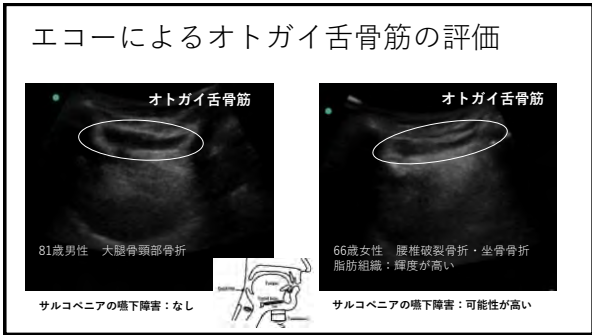 エコーによるオトガイ舌骨筋の評価
オトガイ舌骨筋
オトガイ舌骨筋
81歳男性 大腿骨頸部骨折
66歳女性 腰椎破裂骨折・坐骨骨折
脂肪組織:輝度が高い
サルコペニアの嚥下障害:なし
サルコペニアの嚥下障害:可能性が高い